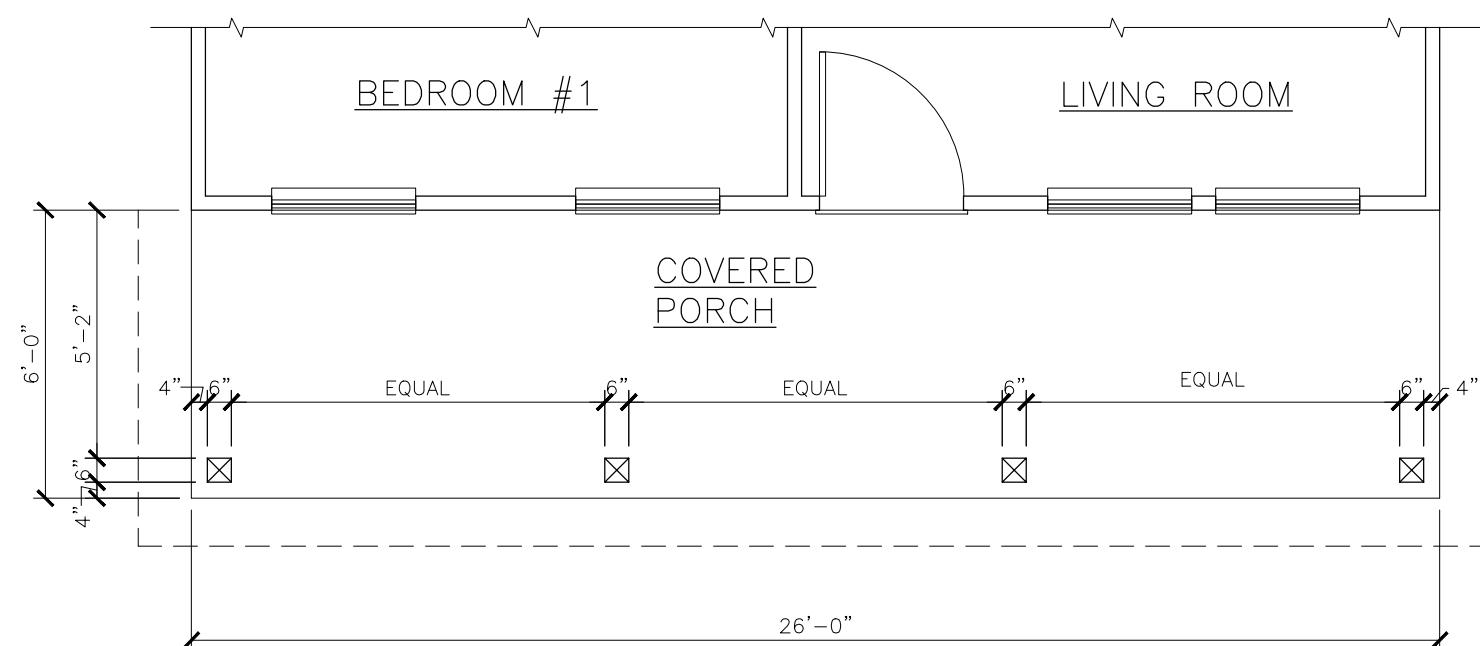 BEDROOM #1
LIVING ROOM
COVERED
PORCH
6'-0"
5'-2"
6"
4"
4"
6"
EQUAL
6"
EQUAL
6"
EQUAL
6"
4"
26'-0"